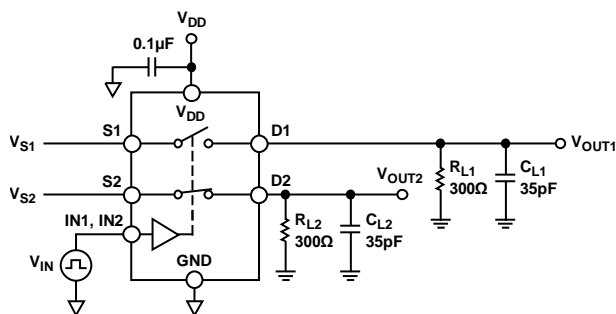 VDD
0.1µF
VDD
VS1
S1
D1
VOUT1
RL1
300Ω
CL1
35pF
VS2
S2
D2
VOUT2
RL2
300Ω
CL2
35pF
IN1, IN2
VIN
GND